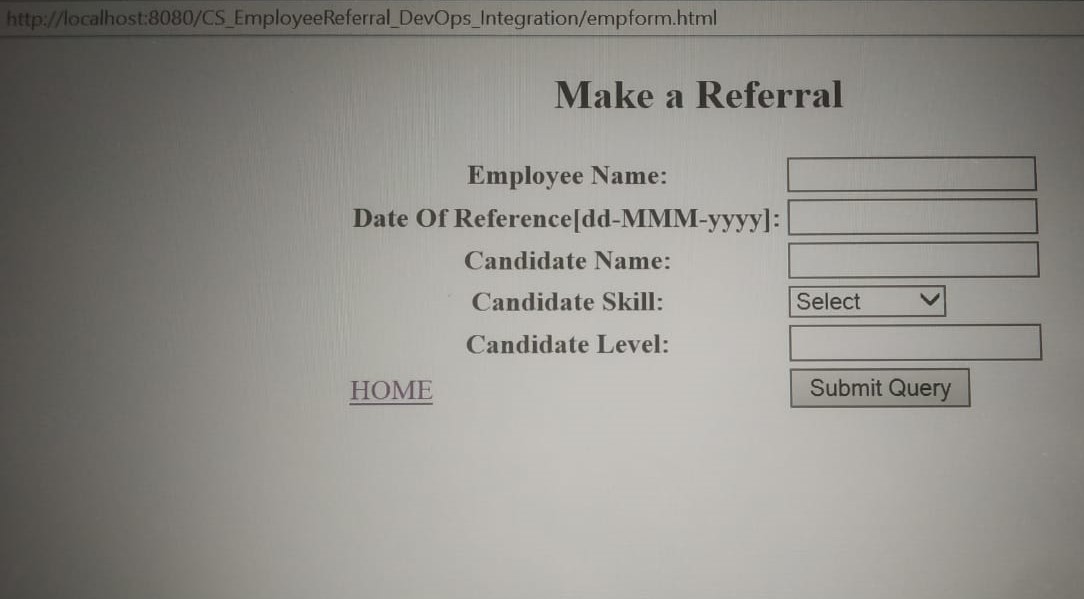 http://localhost:8080/CS_EmployeeReferral_DevOps_Integration/empform.html
Make a Referral
Employee Name:
Date Of Reference[dd-MMM-yyyy]:
Candidate Name:
Candidate Skill: Select
Candidate Level:
HOME Submit Query